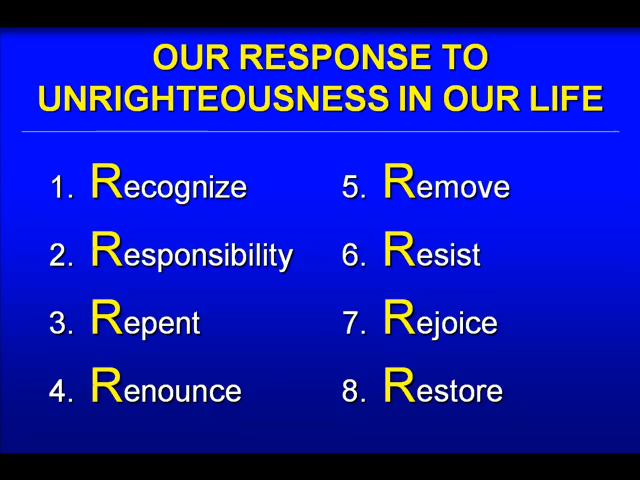 OUR RESPONSE TO
UNRIGHTEOUSNESS IN OUR LIFE
1. Recognize
2. Responsibility
3. Repent
4. Renounce
5. Remove
6. Resist
7. Rejoice
8. Restore